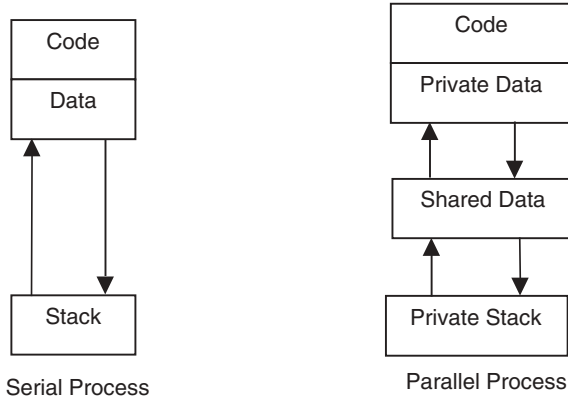 Code
Data
Stack
Serial Process
Code
Private Data
Shared Data
Private Stack
Parallel Process